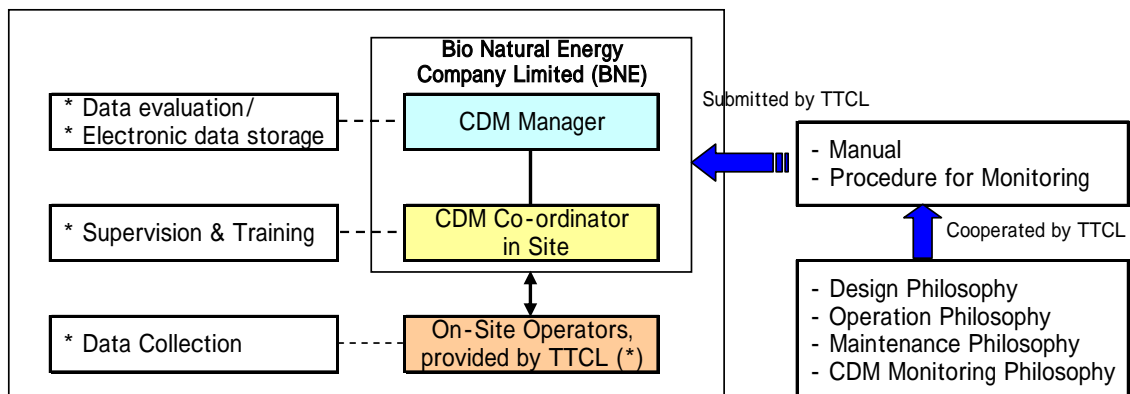 Bio Natural Energy
Company Limited (BNE)
* Data evaluation/
* Electronic data storage
CDM Manager
Submitted by TTCL
- Manual
- Procedure for Monitoring
* Supervision & Training
CDM Co-ordinator
in Site
Cooperated by TTCL
- Design Philosophy
- Operation Philosophy
- Maintenance Philosophy
- CDM Monitoring Philosophy
* Data Collection
On-Site Operators,
provided by TTCL (*)